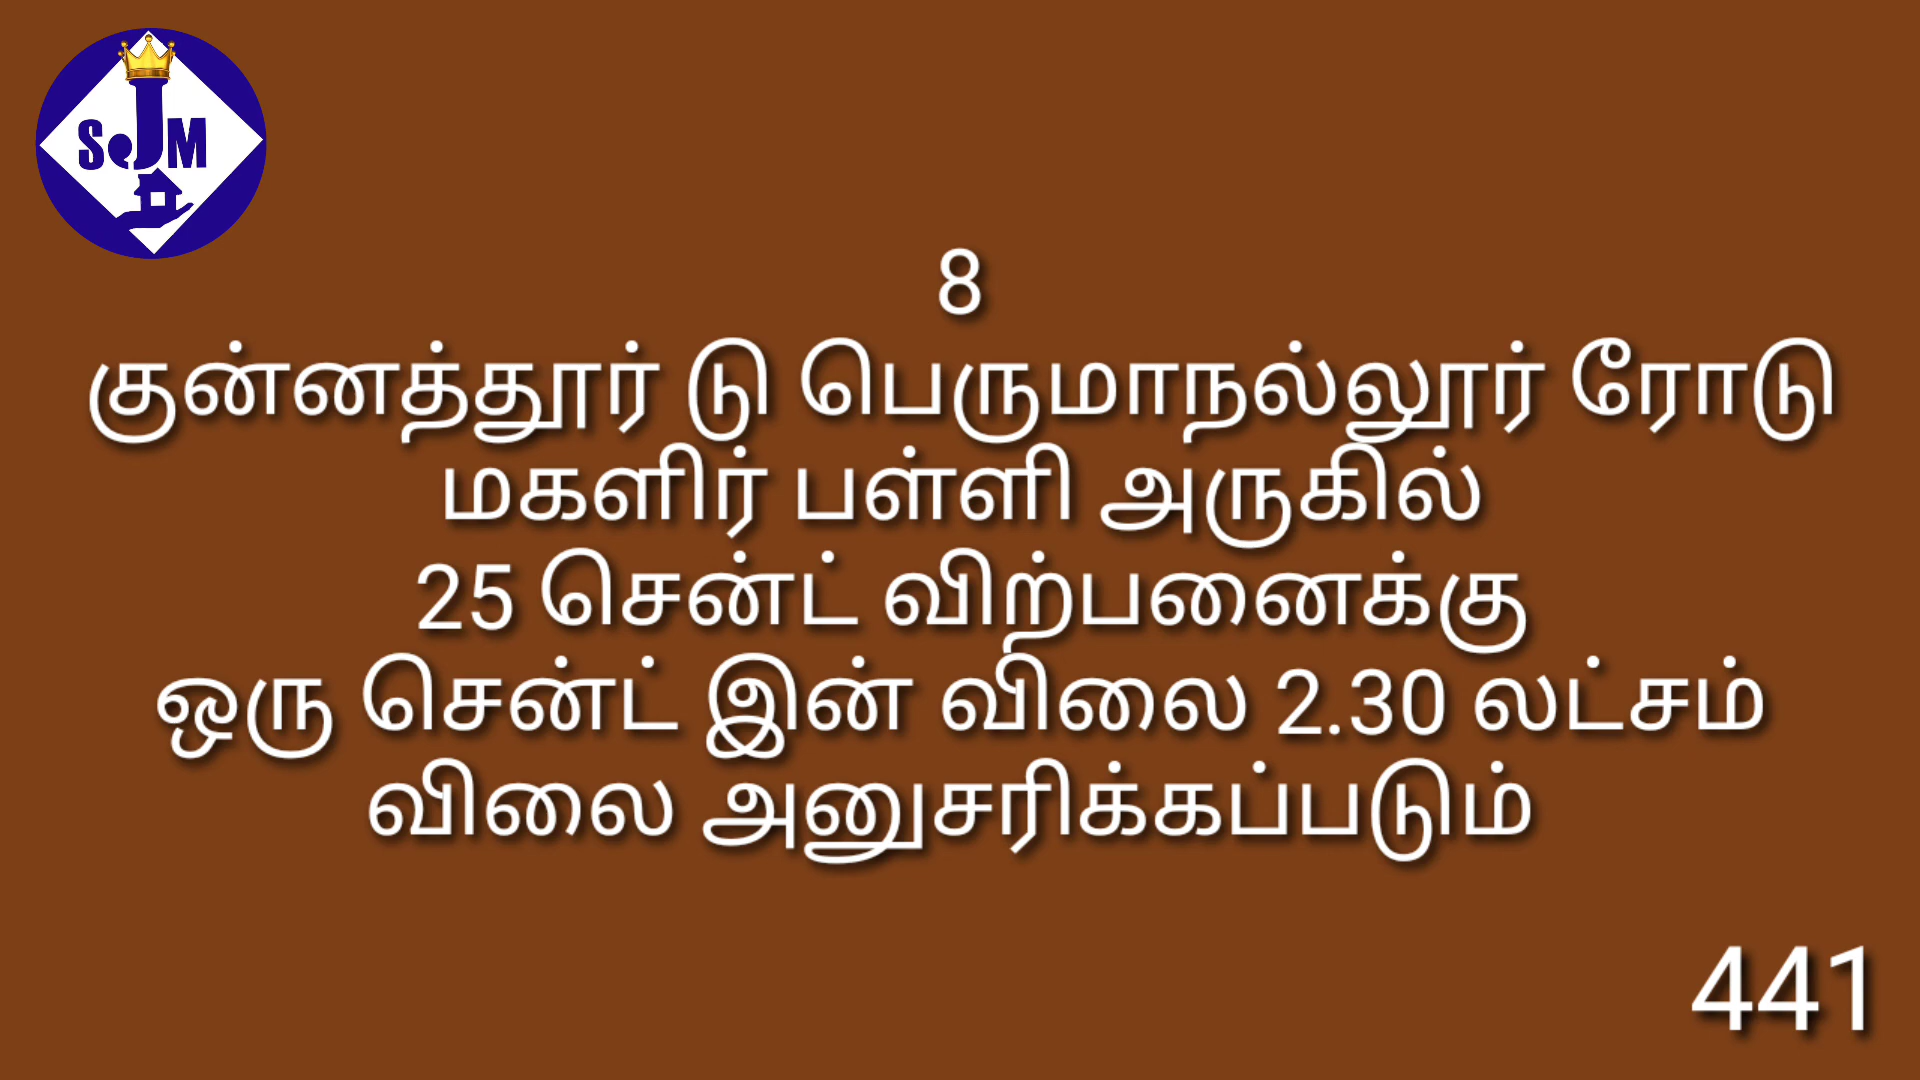 SJM
8
குன்னத்தூர் டு பெருமாநல்லூர் ரோடு
மகளிர் பள்ளி அருகில்
25 சென்ட் விற்பனைக்கு
ஒரு சென்ட் இன் விலை 2.30 லட்சம்
விலை அனுசரிக்கப்படும்
441